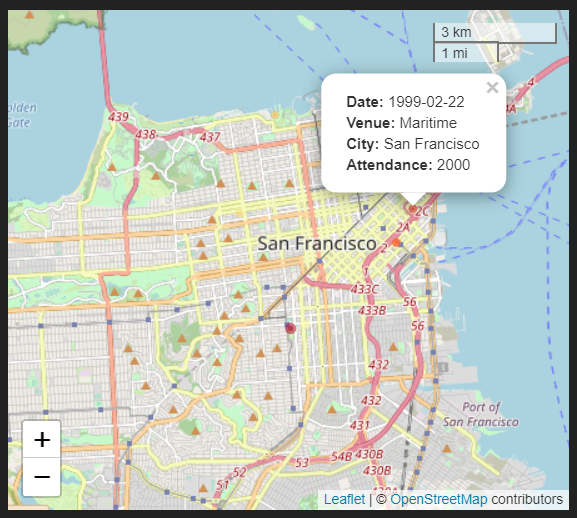 3 km
1 mi
4
4A
olden
Gate
439
438
437
×
Date: 1999-02-22
Venue: Maritime
City: San Francisco
Attendance: 2000
2C
2A
2
San Francisco
1
433C
56
433B
56
432
432
Port of
San Francisco
431
54B
430B
53
52
51
430A
430B
+
−
Leaflet | © OpenStreetMap contributors